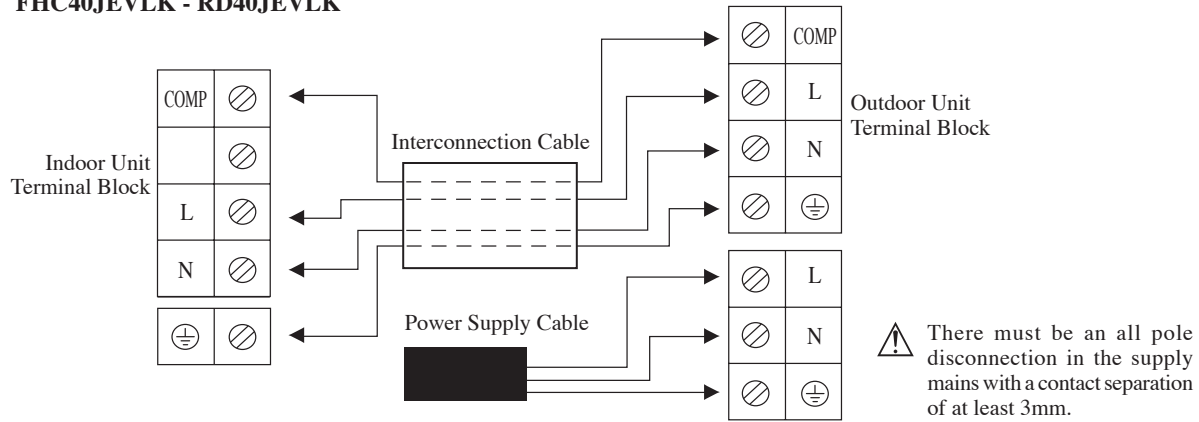 FHC40JEVLK - RD40JEVLK
COMP
L
N
Indoor Unit
Terminal Block
Interconnection Cable
Power Supply Cable
COMP
L
N
Outdoor Unit
Terminal Block
L
N
There must be an all pole
disconnection in the supply
mains with a contact separation
of at least 3mm.